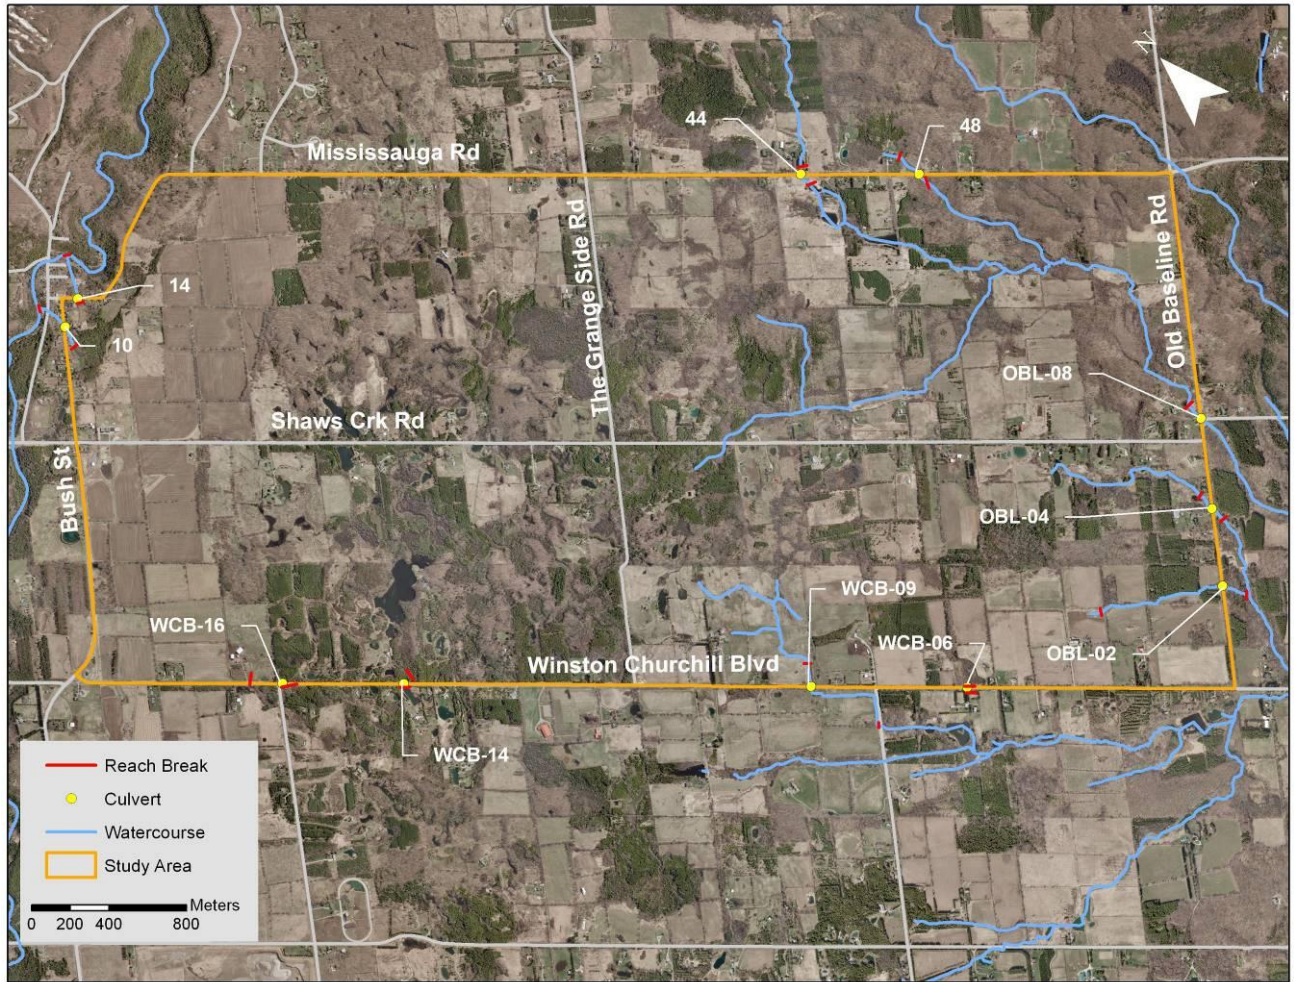 N
44
48
Mississauga Rd
The Grange Side Rd
Old Baseline Rd
14
10
OBL-08
Shaws Crk Rd
Bush St
OBL-04
WCB-09
WCB-16
WCB-06
OBL-02
Winston Churchill Blvd
WCB-14
Reach Break
Culvert
Watercourse
Study Area
Meters
0 200 400 800